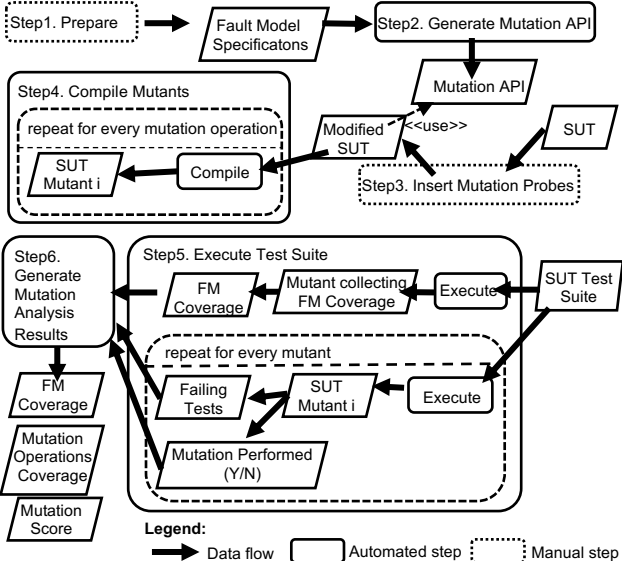 Step1. Prepare
Fault Model
Specificatons
Step2. Generate Mutation API
Mutation API
Step4. Compile Mutants
repeat for every mutation operation
SUT
Mutant i
Compile
Modified
SUT
<<use>>
SUT
Step3. Insert Mutation Probes
Step6.
Generate
Mutation
Analysis
Results
Step5. Execute Test Suite
FM
Coverage
Mutant collecting
FM Coverage
Execute
SUT Test
Suite
repeat for every mutant
Failing
Tests
SUT
Mutant i
Execute
Mutation Performed
(Y/N)
FM
Coverage
Mutation
Operations
Coverage
Mutation
Score
Legend:
Data flow
Automated step
Manual step